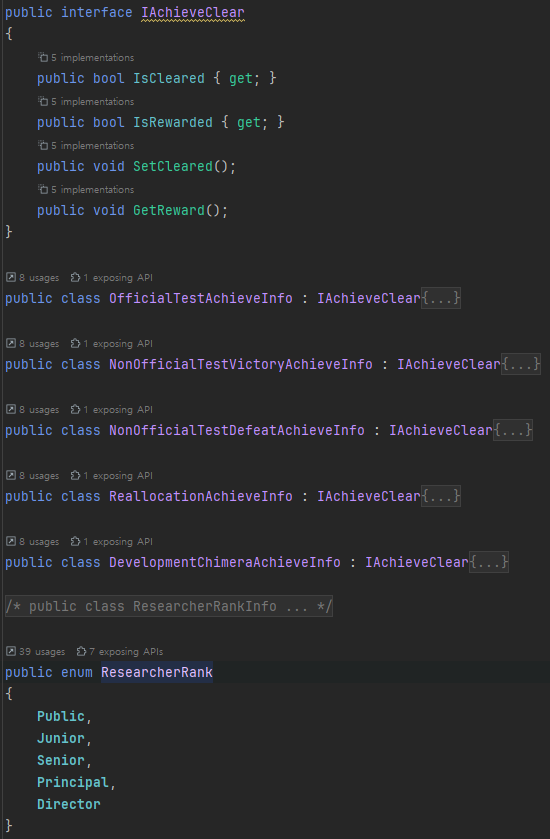 public interface IAchieveClear
{
5 implementations
public bool IsCleared { get; }
5 implementations
public bool IsRewarded { get; }
5 implementations
public void SetCleared();
5 implementations
public void GetReward();
}
8 usages 1 exposing API
public class OfficialTestAchieveInfo : IAchieveClear{...}
8 usages 1 exposing API
public class NonOfficialTestVictoryAchieveInfo : IAchieveClear{...}
8 usages 1 exposing API
public class NonOfficialTestDefeatAchieveInfo : IAchieveClear{...}
8 usages 1 exposing API
public class ReallocationAchieveInfo : IAchieveClear{...}
8 usages 1 exposing API
public class DevelopmentChimeraAchieveInfo : IAchieveClear{...}
/* public class ResearcherRankInfo ... */
39 usages 7 exposing APIs
public enum ResearcherRank
{
Public,
Junior,
Senior,
Principal,
Director
}